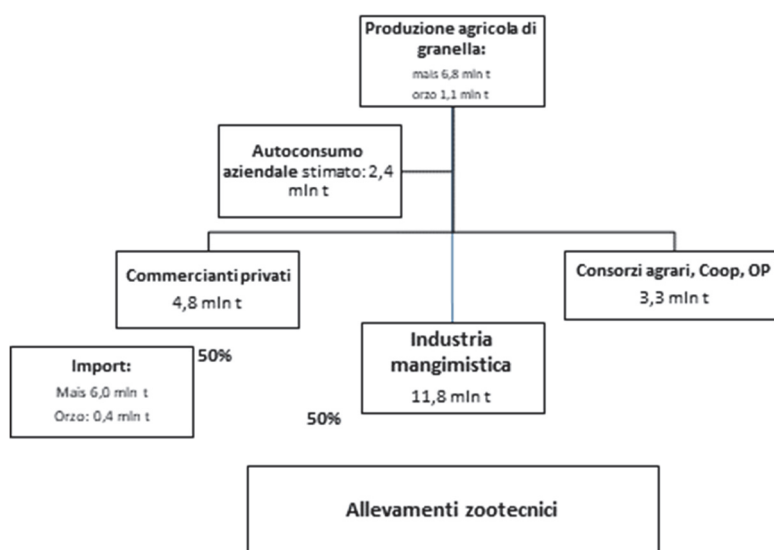 Produzione agricola di
granella:
mais 6,8 mln t
orzo 1,1 mln t
Autoconsumo
aziendale stimato: 2,4
mln t
Commercianti privati
4,8 mln t
Consorzi agrari, Coop, OP
3,3 mln t
Import:
Mais 6,0 mln t
Orzo: 0,4 mln t
50%
Industria
mangimistica
11,8 mln t
50%
Allevamenti zootecnici